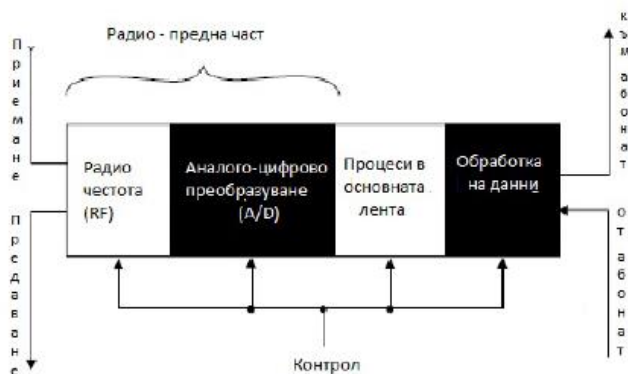 Радио - предна част
Приемане
към абонат
Радио
честота
(RF)
Аналого-цифрово
преобразуване
(A/D)
Процеси в
основната
лента
Обработка
на данни
Предаване
от абонат
Контрол